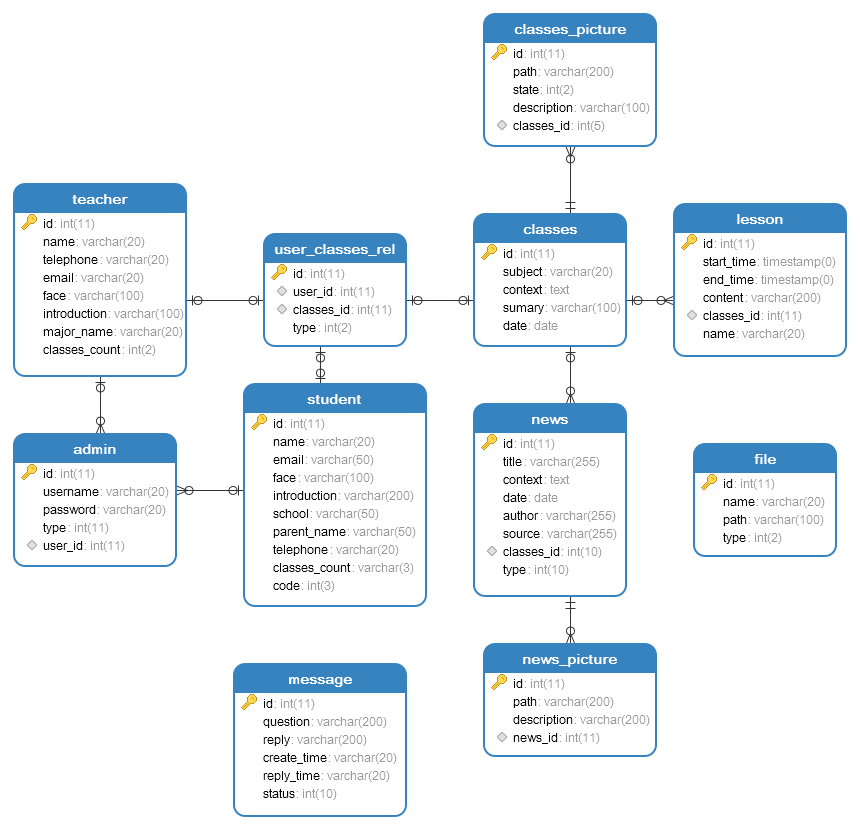 classes_picture
id: int(11)
path: varchar(200)
state: int(2)
description: varchar(100)
classes_id: int(5)
teacher
id: int(11)
name: varchar(20)
telephone: varchar(20)
email: varchar(20)
face: varchar(100)
introduction: varchar(100)
major_name: varchar(20)
classes_count: int(2)
user_classes_rel
id: int(11)
user_id: int(11)
classes_id: int(11)
type: int(2)
classes
id: int(11)
subject: varchar(20)
context: text
sumary: varchar(100)
date: date
lesson
id: int(11)
start_time: timestamp(0)
end_time: timestamp(0)
content: varchar(200)
classes_id: int(11)
name: varchar(20)
admin
id: int(11)
username: varchar(20)
password: varchar(20)
type: int(11)
user_id: int(11)
student
id: int(11)
name: varchar(20)
email: varchar(50)
face: varchar(100)
introduction: varchar(200)
school: varchar(50)
parent_name: varchar(50)
telephone: varchar(20)
classes_count: varchar(3)
code: int(3)
news
id: int(11)
title: varchar(255)
context: text
date: date
author: varchar(255)
source: varchar(255)
classes_id: int(10)
type: int(10)
file
id: int(11)
name: varchar(20)
path: varchar(100)
type: int(2)
message
id: int(11)
question: varchar(200)
reply: varchar(200)
create_time: varchar(20)
reply_time: varchar(20)
status: int(10)
news_picture
id: int(11)
path: varchar(200)
description: varchar(200)
news_id: int(11)